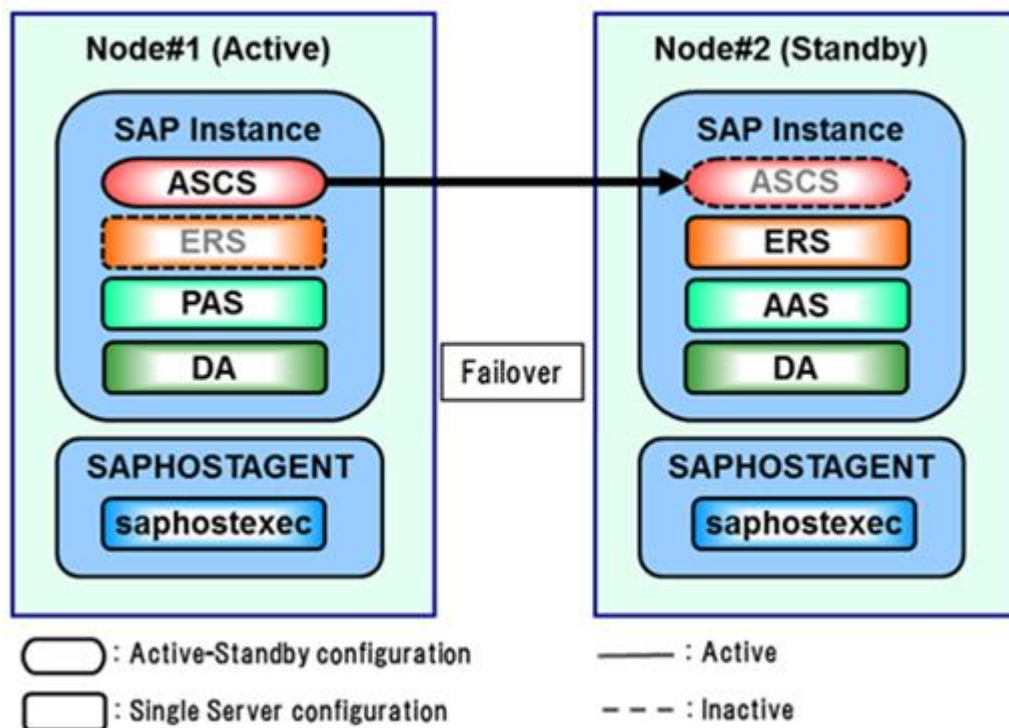 Node#1 (Active)
SAP Instance
ASCS
ERS
PAS
DA
SAPHOSTAGENT
saphostexec
Failover
Node#2 (Standby)
SAP Instance
ASCS
ERS
AAS
DA
SAPHOSTAGENT
saphostexec
: Active-Standby configuration
: Single Server configuration
: Active
: Inactive